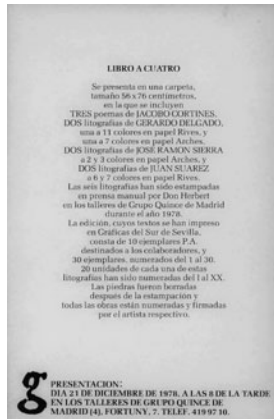 LIBRO A CUATRO
Se presenta en una carpeta,
tamaño 56 x 76 centímetros,
en la que se incluyen
TRES poemas de JACOBO CORTINES,
DOS litografías de GERARDO DELGADO,
una a 11 colores en papel Rives, y
una a 7 colores en papel Arches,
DOS litografías de JOSE RAMON SIERRA
a 2 y 3 colores en papel Arches, y
DOS litografías de JUAN SUAREZ
a 6 y 7 colores en papel Rives.
Las seis litografías han sido estampadas
en prensa manual por Don Herbert
en los talleres de Grupo Quince de Madrid
durante el año 1978.
La edición, cuyos textos se han impreso
en Gráficas del Sur de Sevilla,
consta de 10 ejemplares P.A.
destinados a los colaboradores, y
30 ejemplares, numerados del 1 al 30.
20 unidades de cada una de estas
litografías han sido numeradas del I al XX.
Las piedras fueron borradas
después de la estampación y
todas las obras están numeradas y firmadas
por el artista respectivo.
g
PRESENTACION:
DIA 21 DE DICIEMBRE DE 1978, A LAS 8 DE LA TARDE
EN LOS TALLERES DE GRUPO QUINCE DE
MADRID [4], FORTUNY, 7. TELEF. 419 97 10.